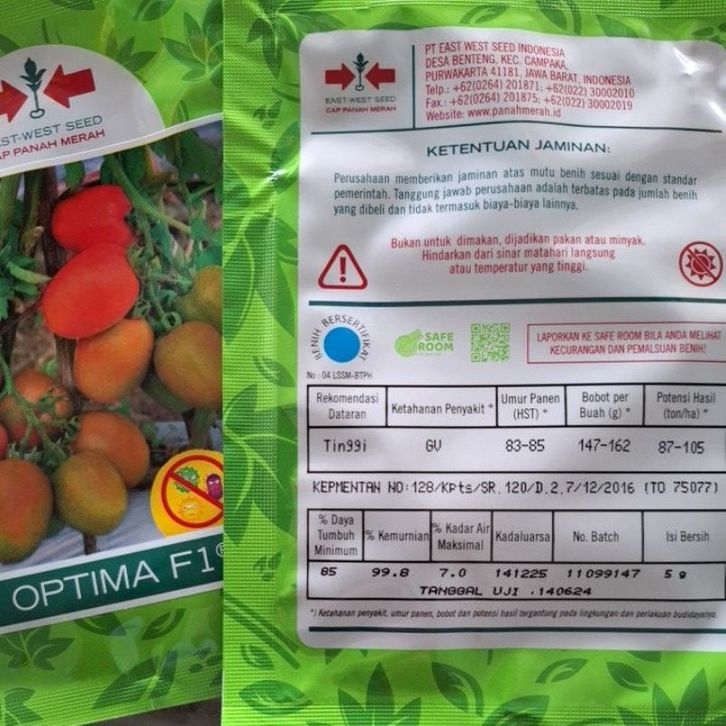 EAST-WEST SEED
CAP PANAH MERAH
OPTIMA F1®
EAST-WEST SEED
CAP PANAH MERAH
PT EAST WEST SEED INDONESIA
DESA BENTENG, KEC. CAMPAKA,
PURWAKARTA 41181, JAWA BARAT, INDONESIA
Telp.: +62(0264) 201871; +62(022) 30002010
Fax.: +62(0264) 201875; +62(022) 30002019
Website: www.panahmerah.id
KETENTUAN JAMINAN:
Perusahaan memberikan jaminan atas mutu benih sesuai dengan standar
pemerintah. Tanggung jawab perusahaan adalah terbatas pada jumlah benih
yang dibeli dan tidak termasuk biaya-biaya lainnya.
Bukan untuk dimakan, dijadikan pakan atau minyak.
Hindarkan dari sinar matahari langsung
atau temperatur yang tinggi.
BENIH BERSERTIFIKAT
No : 04 LSSM-BTPH
SAFE
ROOM
LAPORKAN KE SAFE ROOM BILA ANDA MELIHAT
KECURANGAN DAN PEMALSUAN BENIH!
Rekomendasi Dataran Ketahanan Penyakit * Umur Panen (HST) * Bobot per Buah (g) * Potensi Hasil (ton/ha) *
Tin99i GV 83-85 147-162 87-105
KEPMENTAN NO:128/Kpts/SR.120/D.2.7/12/2016 (TO 75077)
% Daya Tumbuh Minimum % Kemurnian % Kadar Air Maksimal Kadaluarsa No. Batch Isi Bersih
85 99.8 7.0 141225 11099147 5 g
TANGGAL UJI .140624
*) Ketahanan penyakit, umur panen, bobot dan potensi hasil tergantung pada lingkungan dan perlakuan budidayanya.